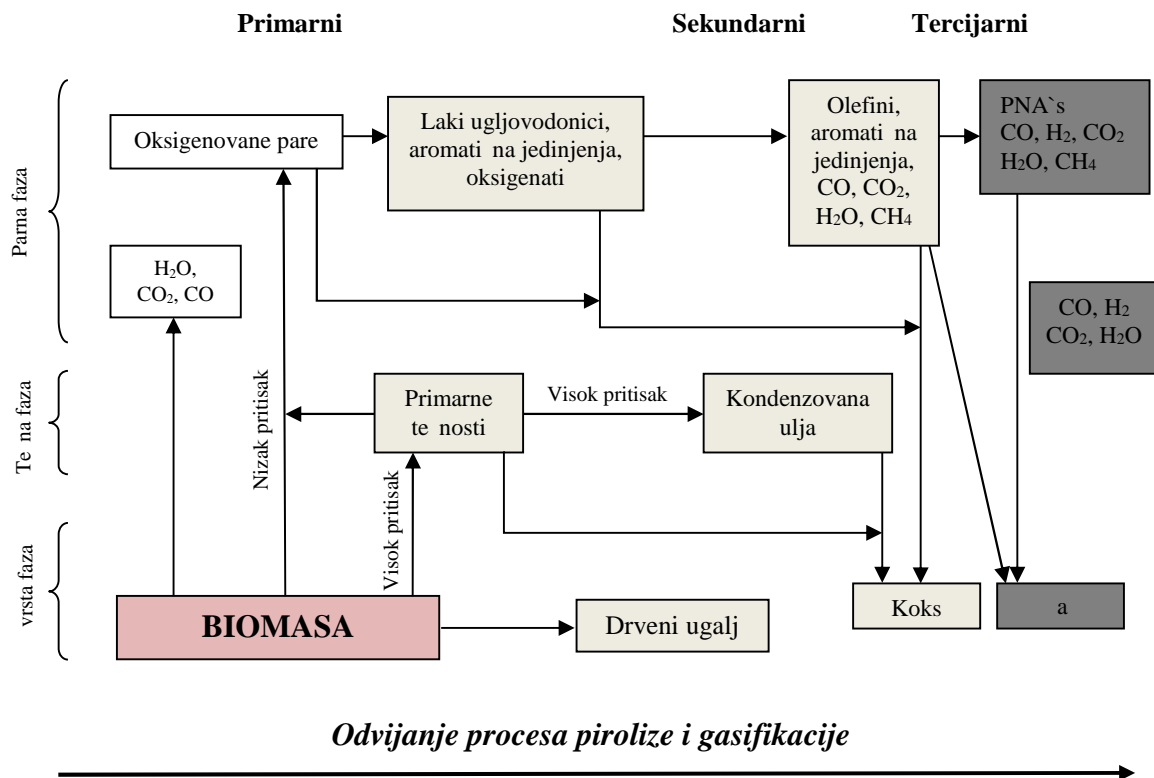 Primarni
Sekundarni
Tercijarni
Parna faza
Oksigenovane pare
Laki ugljovodonici,
aromati na jedinjenja,
oksigenati
Olefini,
aromati na
jedinjenja,
CO, CO₂,
H₂O, CH₄
PNA`s
CO, H₂, CO₂
H₂O, CH₄
H₂O,
CO₂, CO
CO, H₂
CO₂, H₂O
Te na faza
Nizak pritisak
Primarne
te nosti
Visok pritisak
Kondenzovana
ulja
Visok pritisak
vrsta faza
BIOMASA
Drveni ugalj
Koks
a
Odvijanje procesa pirolize i gasifikacije